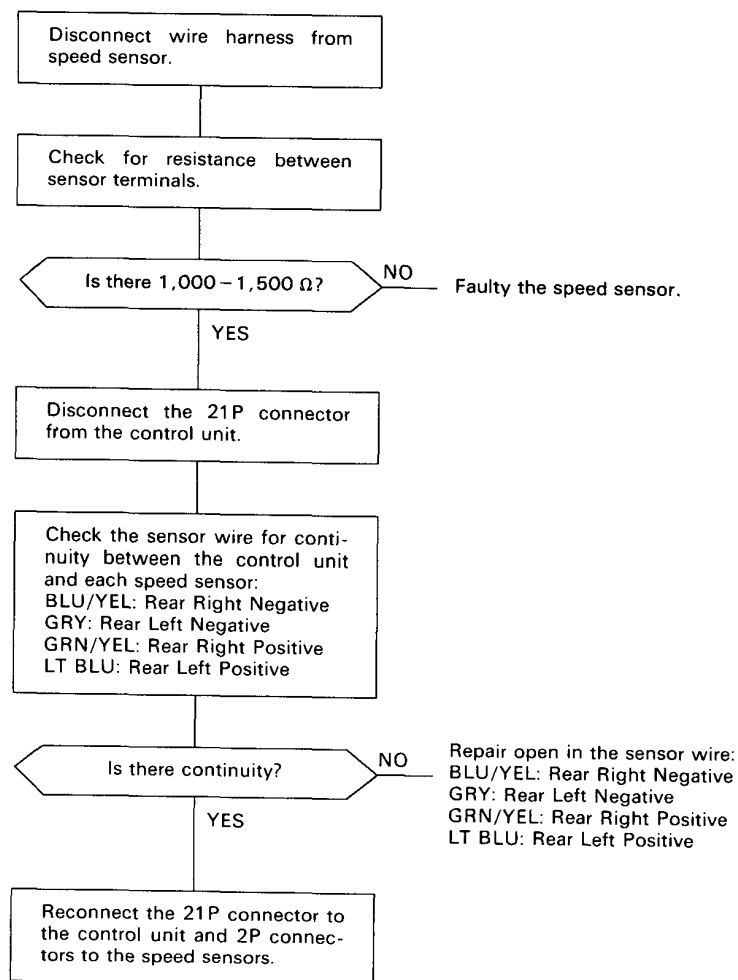 Disconnect wire harness from
speed sensor.
Check for resistance between
sensor terminals.
Is there 1,000 – 1,500 Ω?
NO
Faulty the speed sensor.
YES
Disconnect the 21P connector
from the control unit.
Check the sensor wire for conti-
nuity between the control unit
and each speed sensor:
BLU/YEL: Rear Right Negative
GRY: Rear Left Negative
GRN/YEL: Rear Right Positive
LT BLU: Rear Left Positive
Is there continuity?
NO
Repair open in the sensor wire:
BLU/YEL: Rear Right Negative
GRY: Rear Left Negative
GRN/YEL: Rear Right Positive
LT BLU: Rear Left Positive
YES
Reconnect the 21P connector to
the control unit and 2P connec-
tors to the speed sensors.